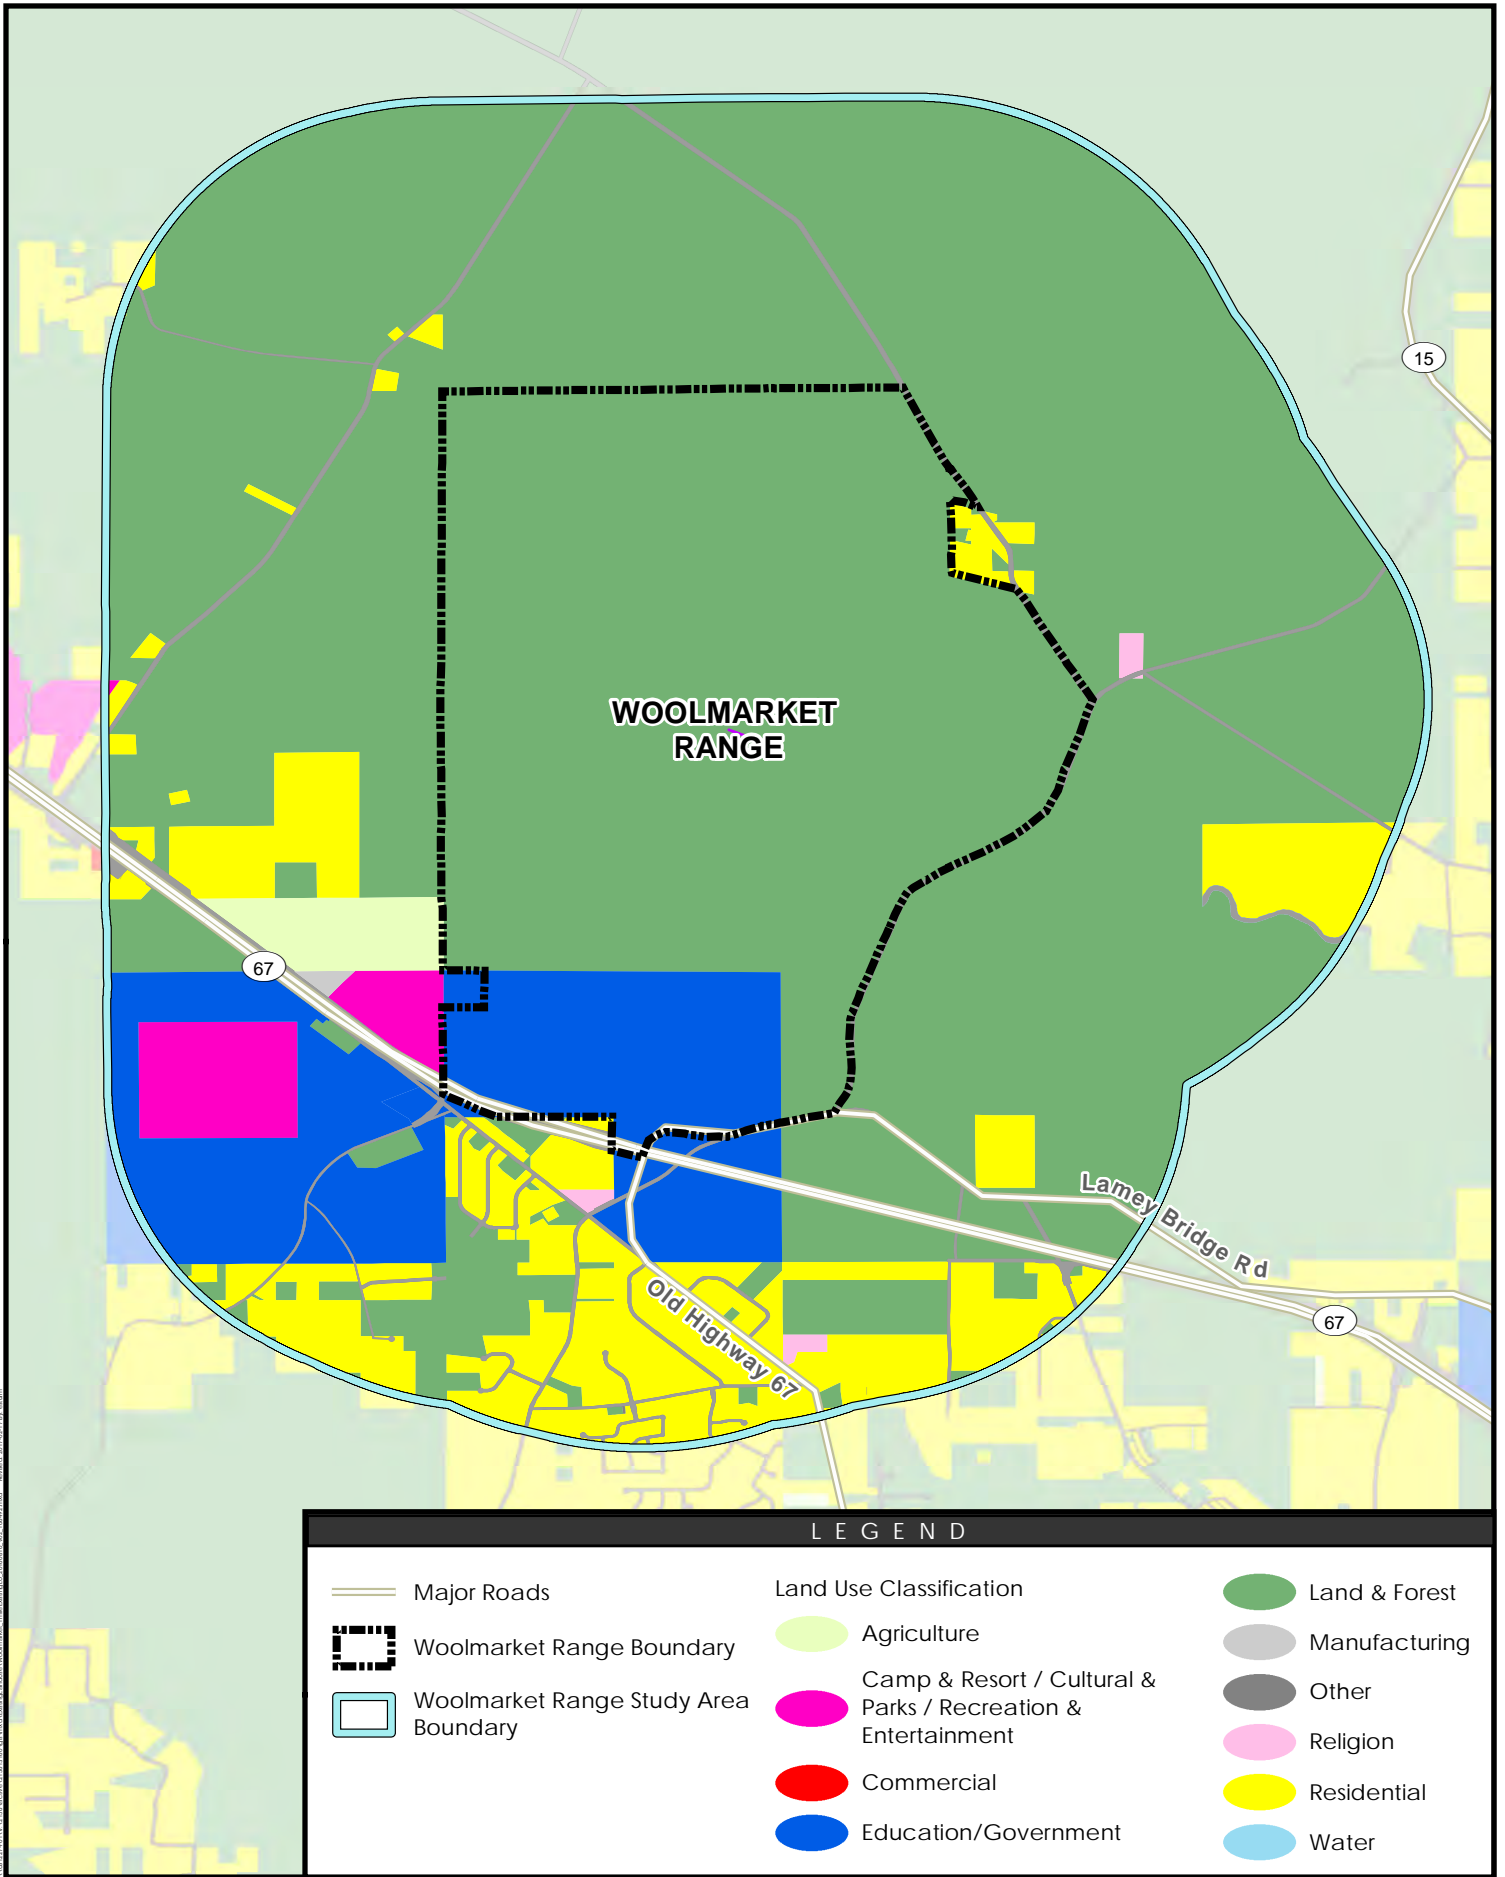 15
WOOLMARKET
RANGE
67
Lamey Bridge Rd
Old Highway 67
67
LEGEND
Major Roads
Woolmarket Range Boundary
Woolmarket Range Study Area
Boundary
Land Use Classification
Agriculture
Camp & Resort / Cultural &
Parks / Recreation &
Entertainment
Commercial
Education/Government
Land & Forest
Manufacturing
Other
Religion
Residential
Water